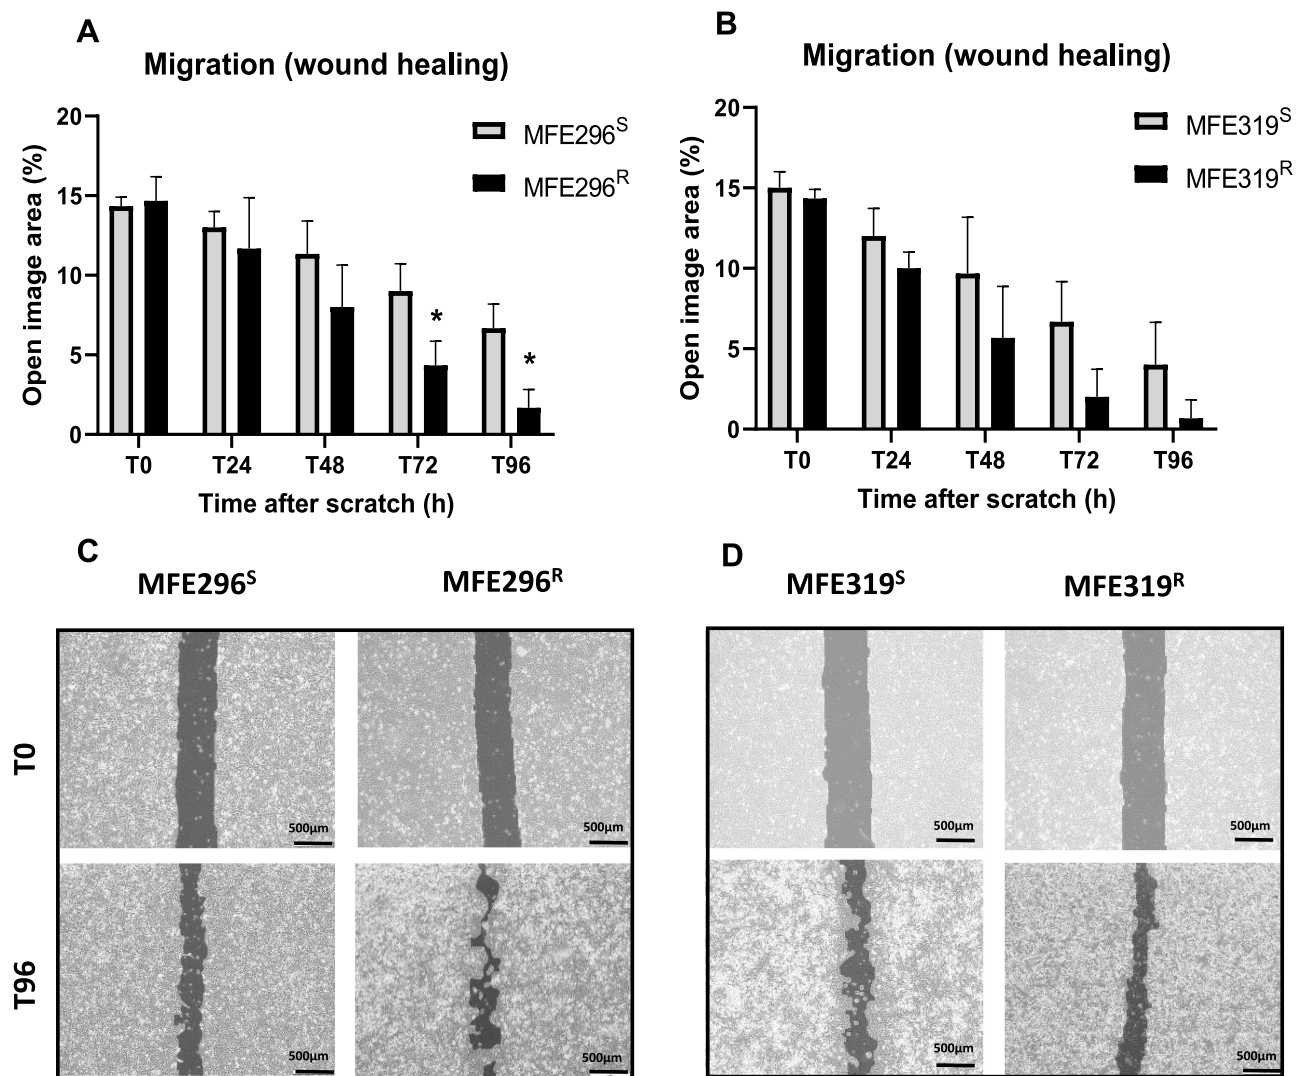 A
Migration (wound healing)
MFE296ˢ
MFE296ᴿ
Open image area (%)
20
15
10
5
0
*
*
T0
T24
T48
T72
T96
Time after scratch (h)
B
Migration (wound healing)
MFE319ˢ
MFE319ᴿ
Open image area (%)
20
15
10
5
0
T0
T24
T48
T72
T96
Time after scratch (h)
C
MFE296ˢ
MFE296ᴿ
D
MFE319ˢ
MFE319ᴿ
T0
500µm
500µm
500µm
500µm
T96
500µm
500µm
500µm
500µm